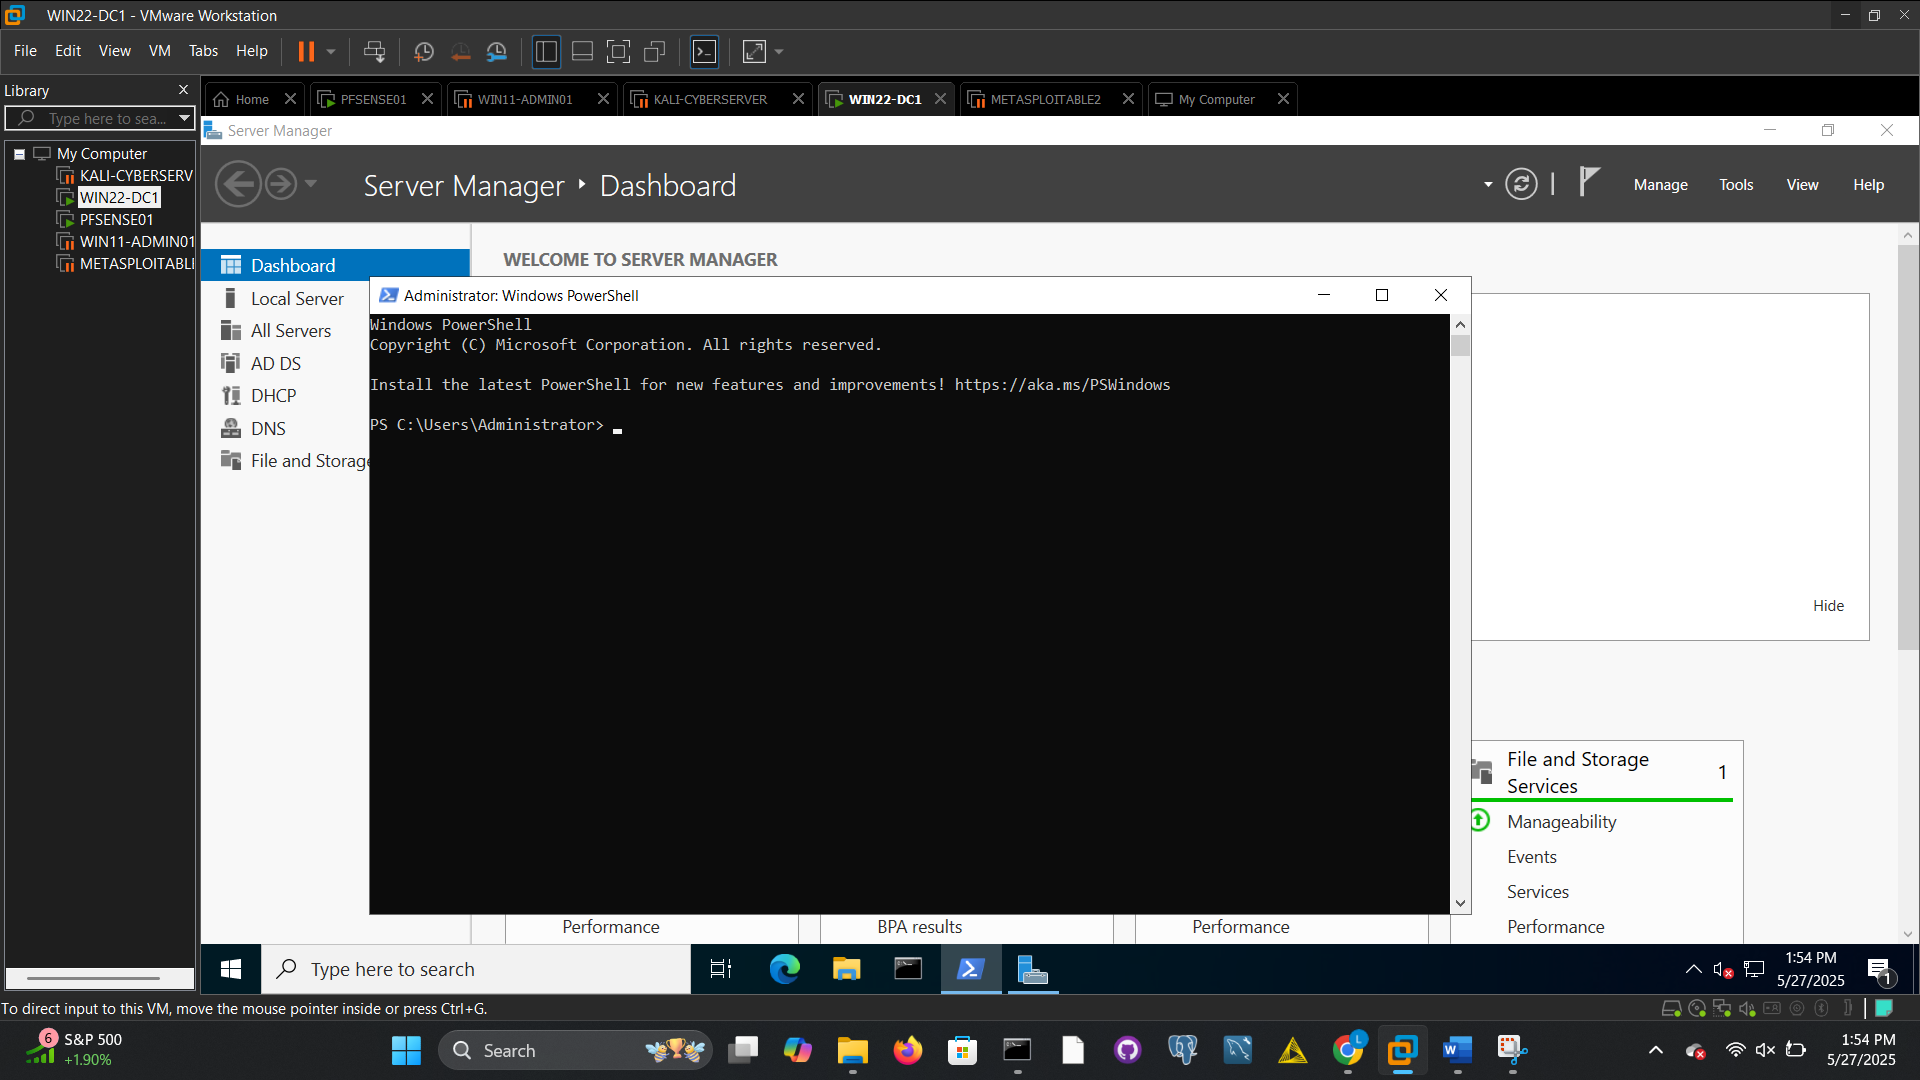 WIN22-DC1 - VMware Workstation
File Edit View VM Tabs Help
Library
Type here to sea...
My Computer
KALI-CYBERSERV
WIN22-DC1
PFSENSE01
WIN11-ADMIN01
METASPLOITABLI
Home
PFSENSE01
WIN11-ADMIN01
KALI-CYBERSERVER
WIN22-DC1
METASPLOITABLE2
My Computer
Server Manager
Server Manager Dashboard
Manage Tools View Help
Dashboard
Local Server
All Servers
AD DS
DHCP
DNS
File and Storage
WELCOME TO SERVER MANAGER
Administrator: Windows PowerShell
Windows PowerShell
Copyright (C) Microsoft Corporation. All rights reserved.
Install the latest PowerShell for new features and improvements! https://aka.ms/PSWindows
PS C:\Users\Administrator>
Hide
File and Storage
Services
1
Manageability
Events
Services
Performance
Performance
BPA results
Performance
Type here to search
1:54 PM
5/27/2025
1
To direct input to this VM, move the mouse pointer inside or press Ctrl+G.
6
S&P 500
+1.90%
Search
L
W
1:54 PM
5/27/2025